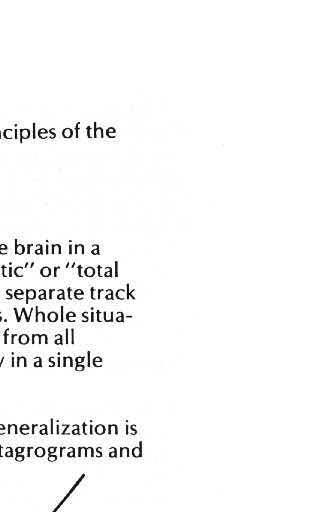 nciples of the
e brain in a
tic" or "total
separate track
s. Whole situa-
from all
in a single
eneralization is
tagrograms and